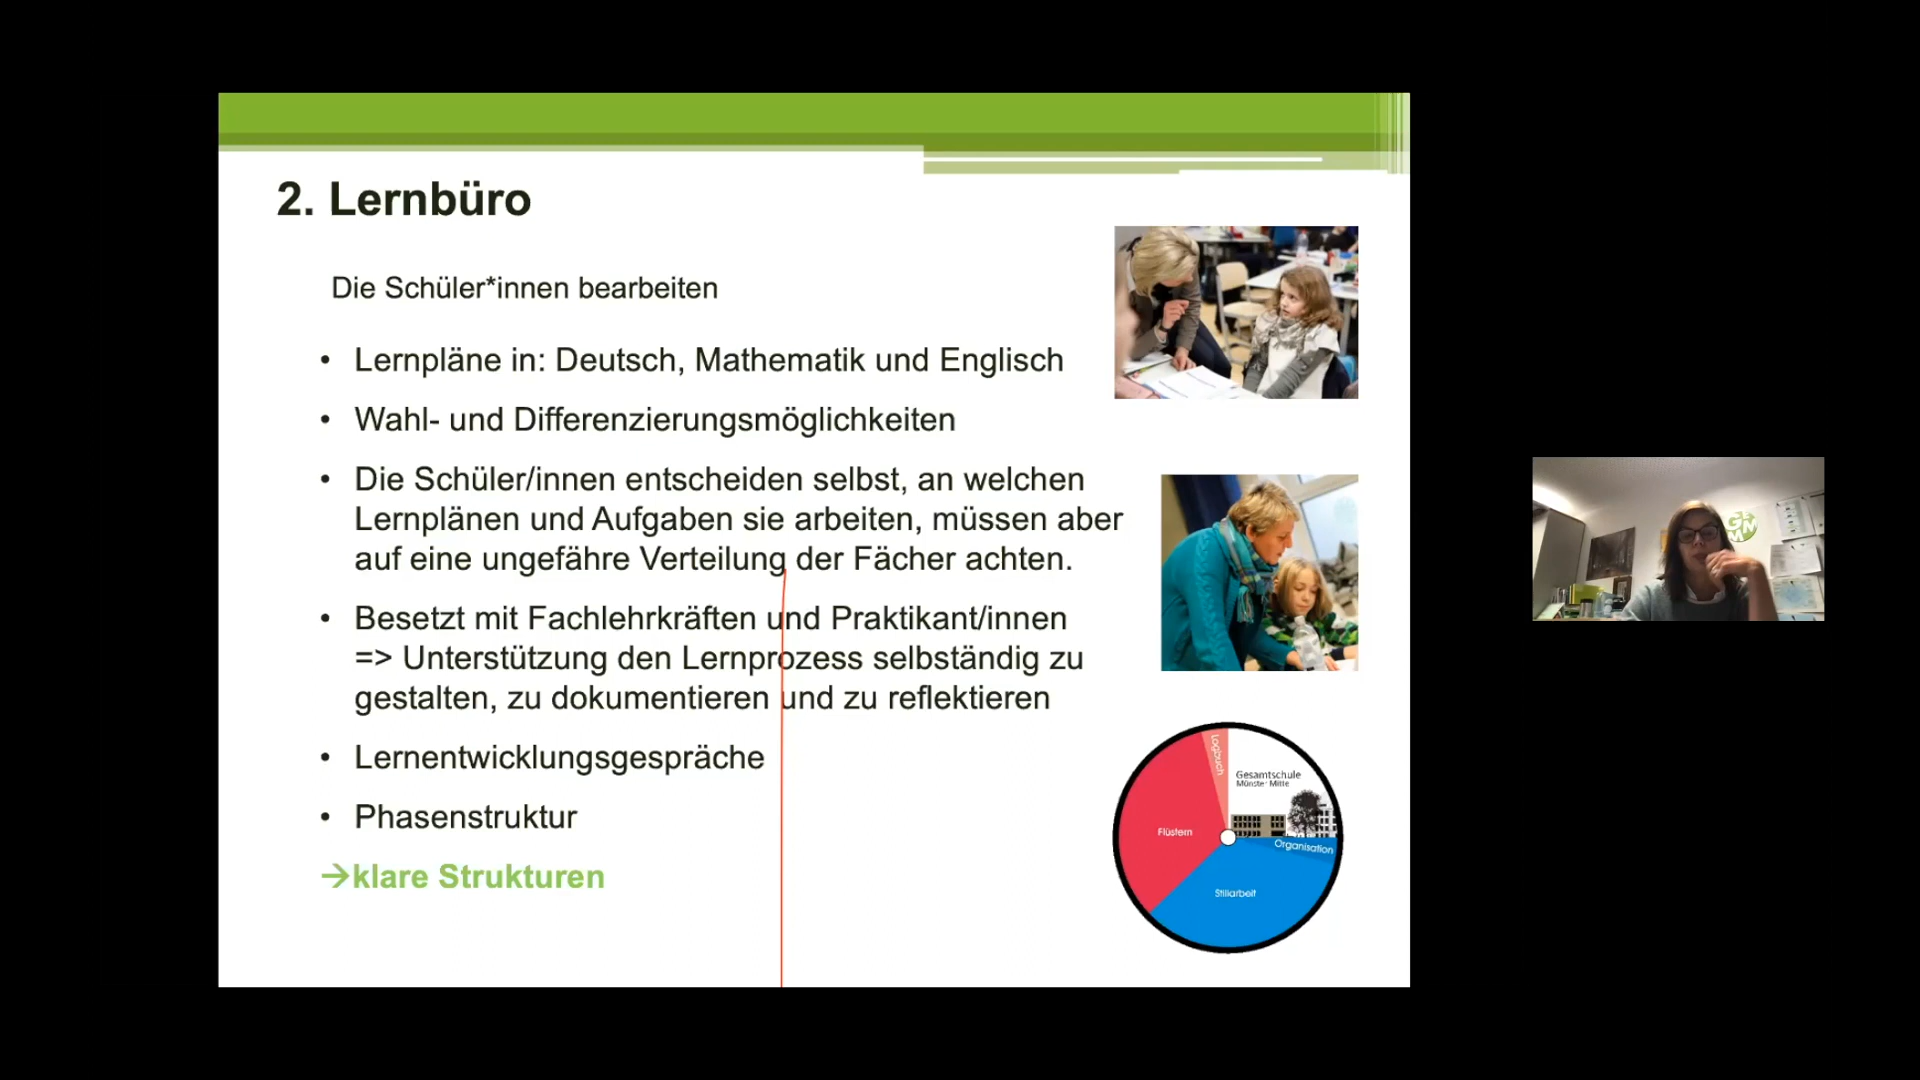 2. Lernbüro
Die Schüler*innen bearbeiten
• Lernpläne in: Deutsch, Mathematik und Englisch
• Wahl- und Differenzierungsmöglichkeiten
• Die Schüler/innen entscheiden selbst, an welchen
Lernplänen und Aufgaben sie arbeiten, müssen aber
auf eine ungefähre Verteilung der Fächer achten.
• Besetzt mit Fachlehrkräften und Praktikant/innen
=> Unterstützung den Lernprozess selbständig zu
gestalten, zu dokumentieren und zu reflektieren
• Lernentwicklungsgespräche
• Phasenstruktur
→klare Strukturen
Logbuch
Gesamtschule
Münster Mitte
Flüstern
Organisation
Stillarbeit
GE
MM